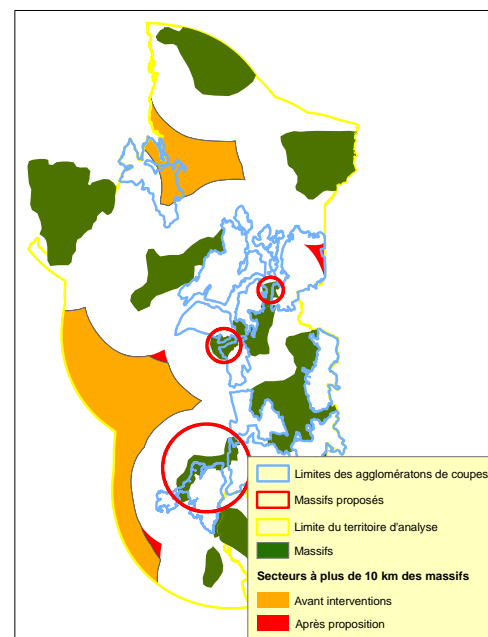 Limites des agglomératons de coupes
Massifs proposés
Limite du territoire d'analyse
Massifs
Secteurs à plus de 10 km des massifs
Avant interventions
Après proposition